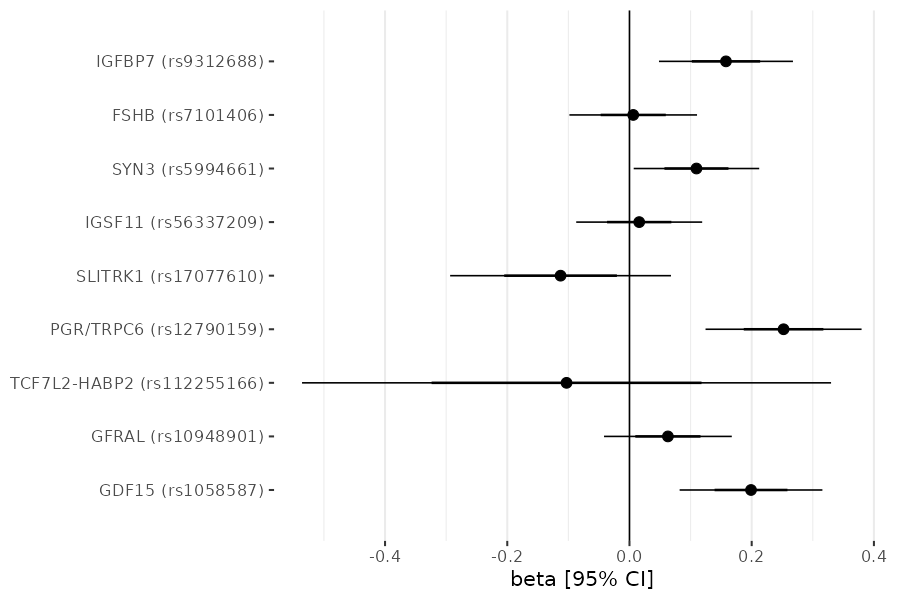 IGFBP7 (rs9312688)
FSHB (rs7101406)
SYN3 (rs5994661)
IGSF11 (rs56337209)
SLITRK1 (rs17077610)
PGR/TRPC6 (rs12790159)
TCF7L2-HABP2 (rs112255166)
GFRAL (rs10948901)
GDF15 (rs1058587)
-0.4 -0.2 0.0 0.2 0.4
beta [95% CI]